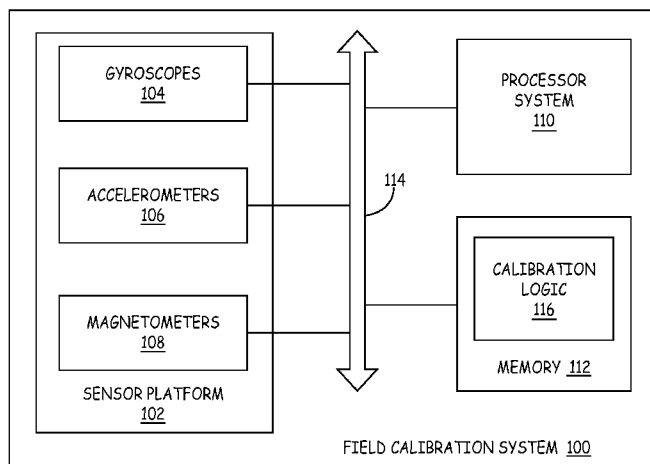 GYROSCOPES
104
ACCELEROMETERS
106
MAGNETOMETERS
108
SENSOR PLATFORM
102
114
PROCESSOR
SYSTEM
110
CALIBRATION
LOGIC
116
MEMORY 112
FIELD CALIBRATION SYSTEM 100